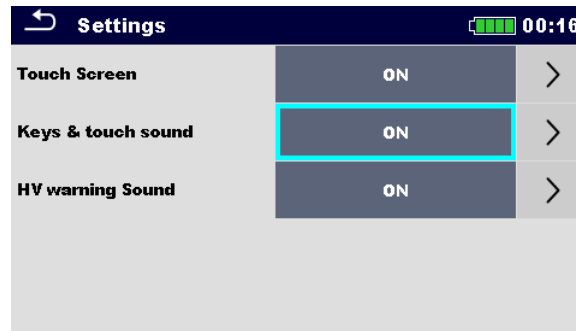 Settings
00:16
Touch Screen
ON
Keys & touch sound
ON
HV warning Sound
ON